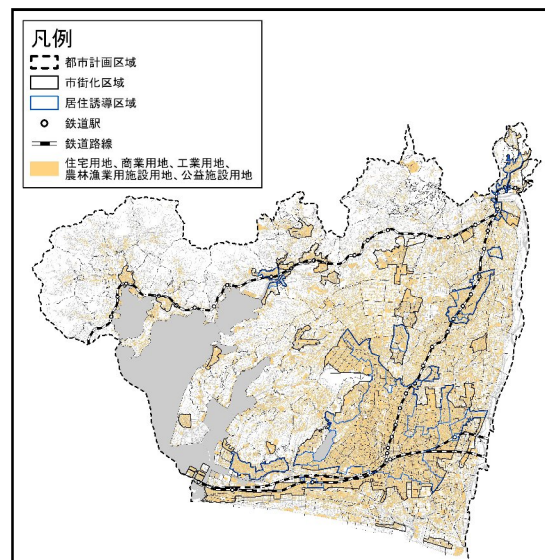 凡例
都市計画区域
市街化区域
居住誘導区域
鉄道駅
鉄道路線
住宅用地、商業用地、工業用地、
農林漁業用施設用地、公益施設用地